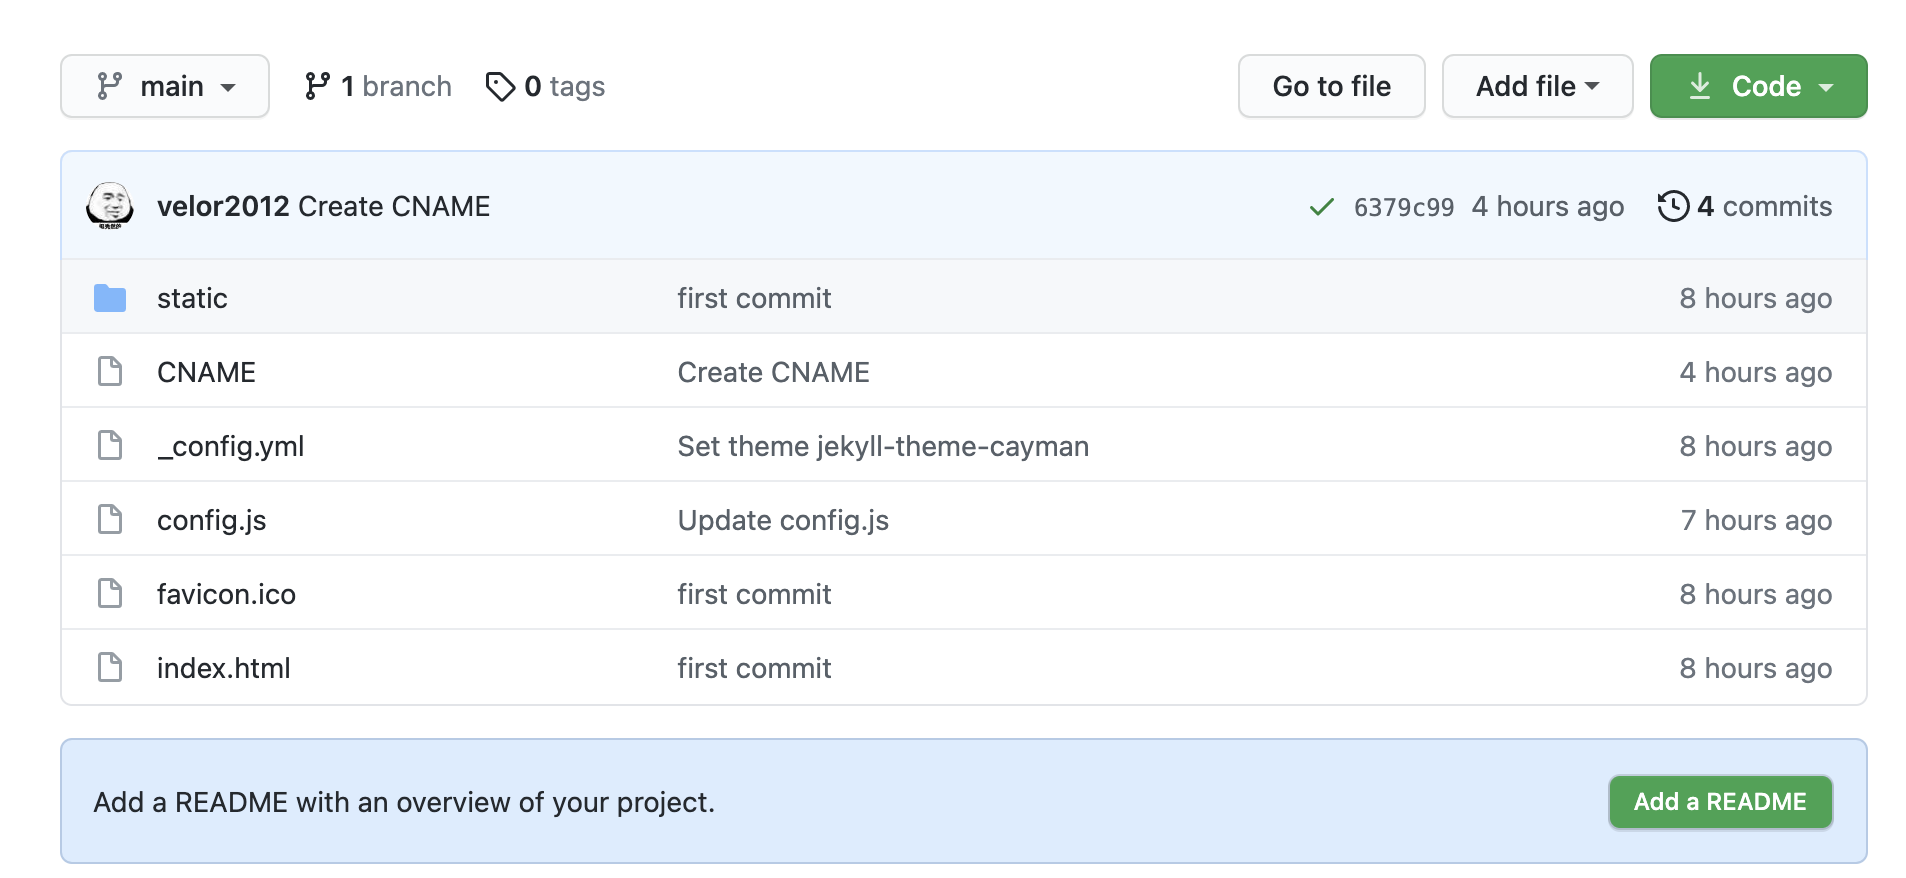 main 1 branch 0 tags Go to file Add file Code
velor2012 Create CNAME 6379c99 4 hours ago 4 commits
static first commit 8 hours ago
CNAME Create CNAME 4 hours ago
_config.yml Set theme jekyll-theme-cayman 8 hours ago
config.js Update config.js 7 hours ago
favicon.ico first commit 8 hours ago
index.html first commit 8 hours ago
Add a README with an overview of your project. Add a README